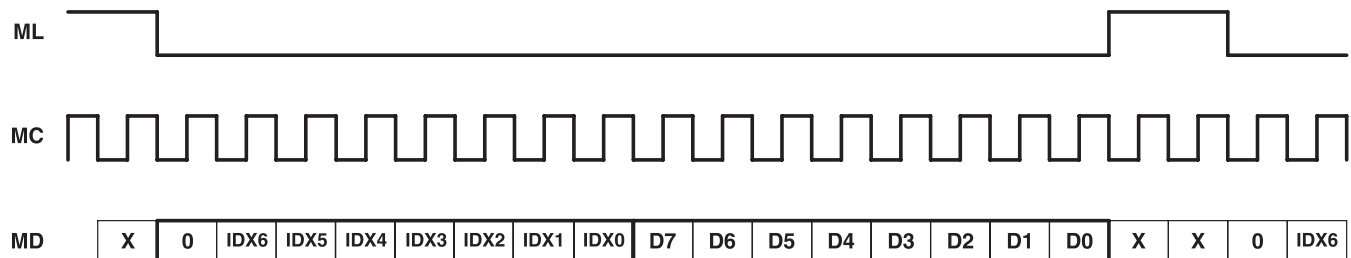 ML
MC
MD X 0 IDX6 IDX5 IDX4 IDX3 IDX2 IDX1 IDX0 D7 D6 D5 D4 D3 D2 D1 D0 X X 0 IDX6